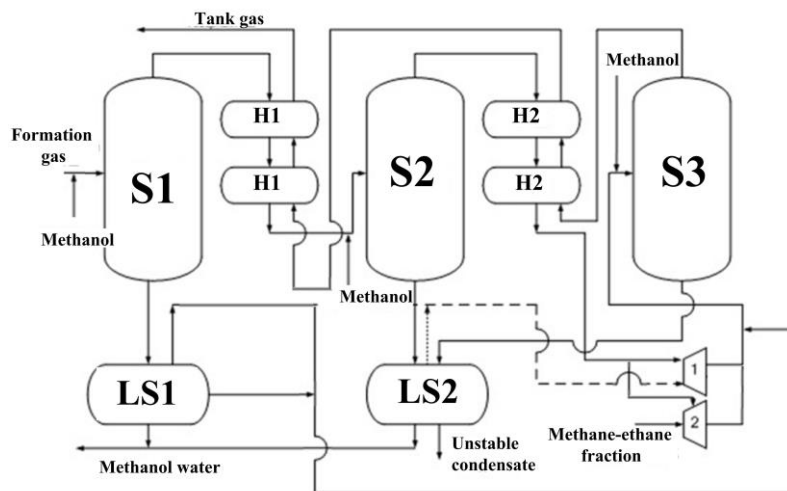 Tank gas
Methanol
H1
H2
Formation
gas
S1
H1
S2
H2
S3
Methanol
Methanol
LS1
LS2
1
2
Methanol water
Unstable
condensate
Methane-ethane
fraction